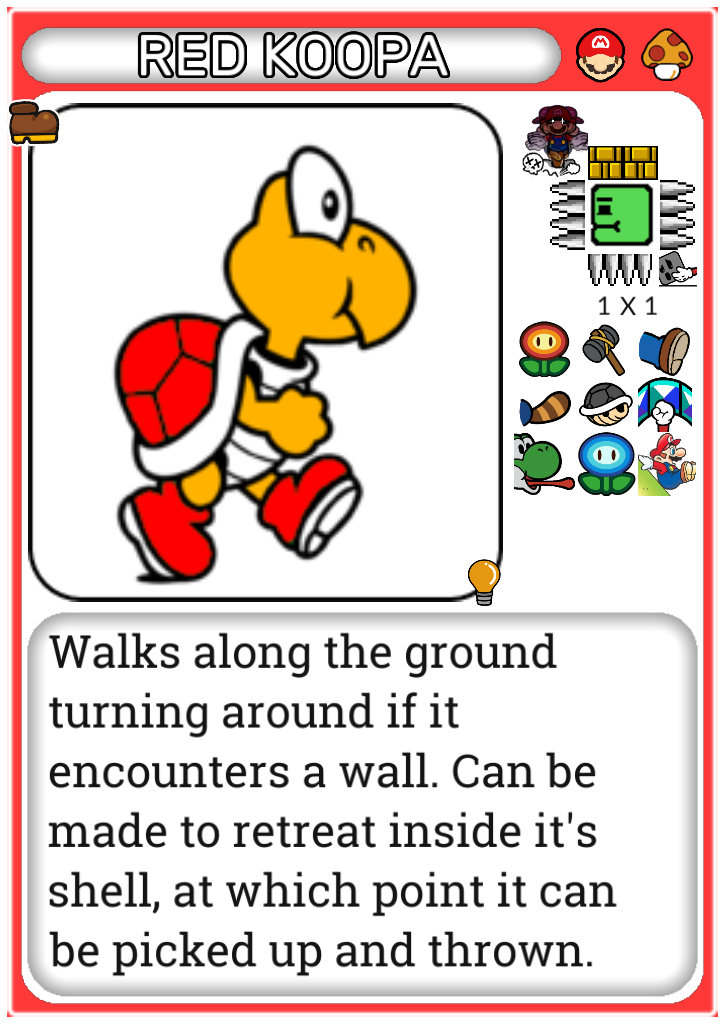 RED KOOPA
1 X 1
Walks along the ground
turning around if it
encounters a wall. Can be
made to retreat inside it's
shell, at which point it can
be picked up and thrown.